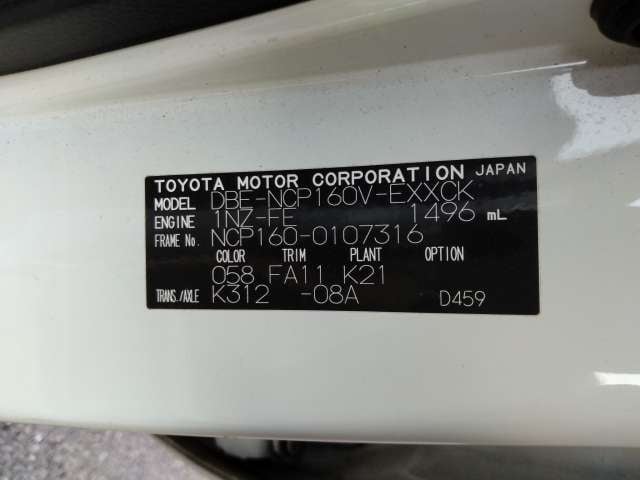 TOYOTA MOTOR CORPORATION JAPAN
MODEL DBE-NCP160V-EXXCK
ENGINE 1NZ-FE 1496 mL
FRAME No. NCP160-0107316
COLOR TRIM PLANT OPTION
058 FA11 K21
TRANS./AXLE K312 -08A D459